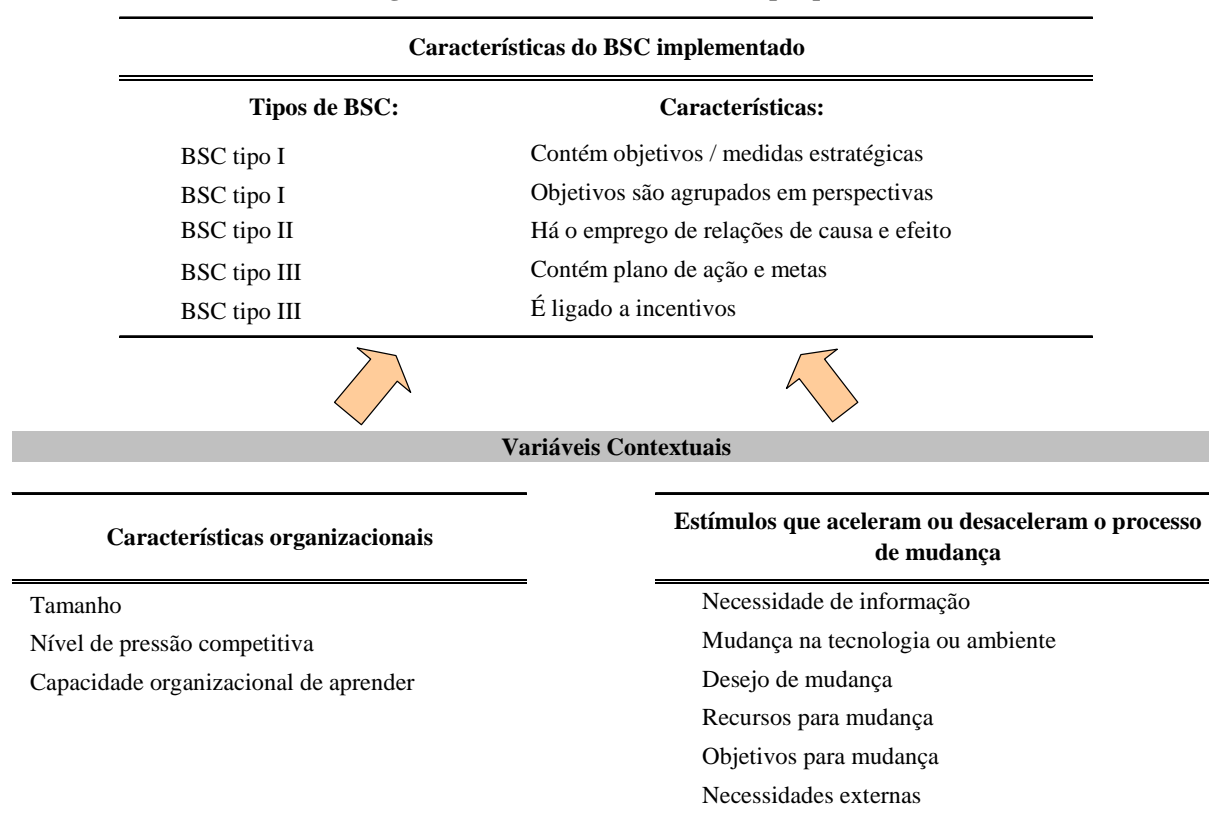 Características do BSC implementado
Tipos de BSC: Características:
BSC tipo I Contém objetivos / medidas estratégicas
BSC tipo I Objetivos são agrupados em perspectivas
BSC tipo II Há o emprego de relações de causa e efeito
BSC tipo III Contém plano de ação e metas
BSC tipo III É ligado a incentivos
Variáveis Contextuais
Características organizacionais
Tamanho
Nível de pressão competitiva
Capacidade organizacional de aprender
Estímulos que aceleram ou desaceleram o processo
de mudança
Necessidade de informação
Mudança na tecnologia ou ambiente
Desejo de mudança
Recursos para mudança
Objetivos para mudança
Necessidades externas